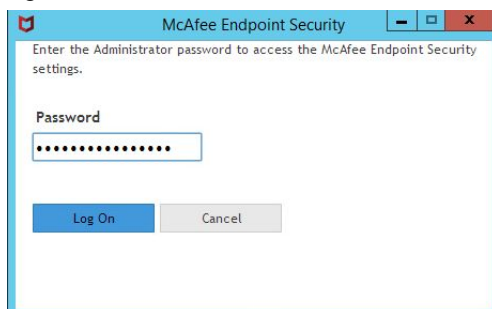 McAfee Endpoint Security
Enter the Administrator password to access the McAfee Endpoint Security
settings.
Password
••••••••••••••••
Log On Cancel